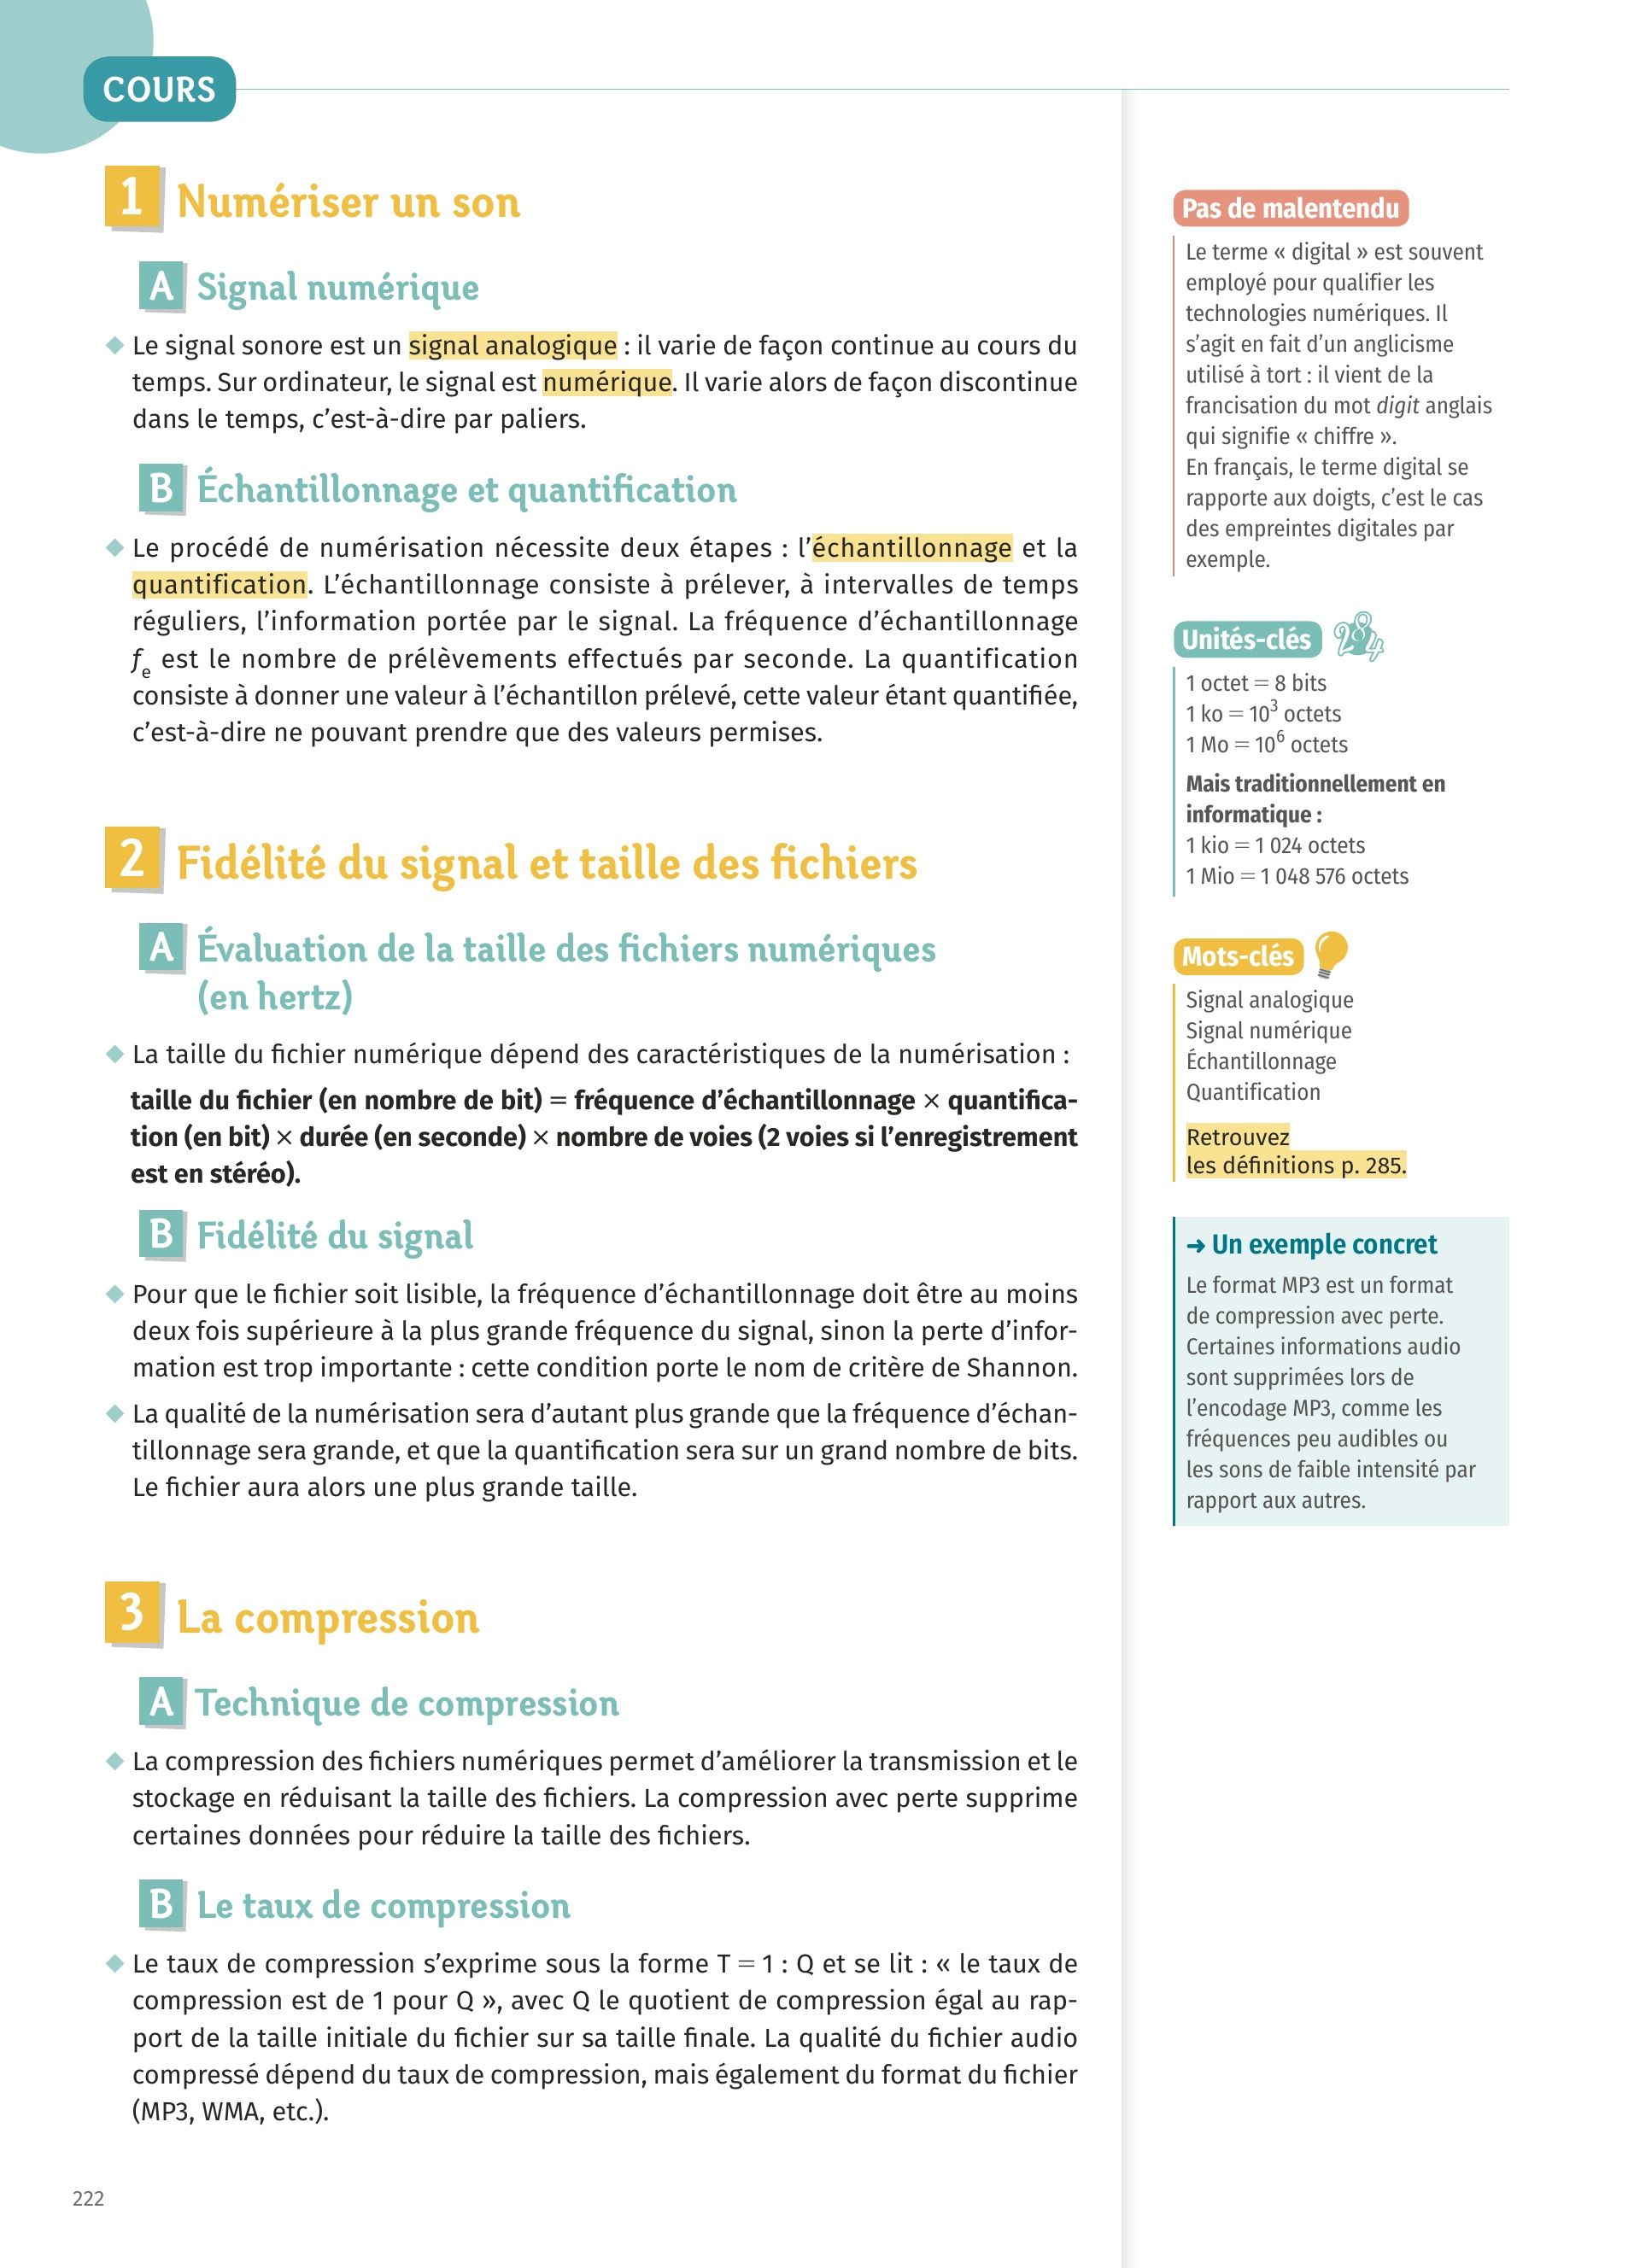 COURS
1 Numériser un son
A Signal numérique
◆ Le signal sonore est un signal analogique : il varie de façon continue au cours du
temps. Sur ordinateur, le signal est numérique. Il varie alors de façon discontinue
dans le temps, c’est-à-dire par paliers.
B Échantillonnage et quantification
◆ Le procédé de numérisation nécessite deux étapes : l’échantillonnage et la
quantification. L’échantillonnage consiste à prélever, à intervalles de temps
réguliers, l’information portée par le signal. La fréquence d’échantillonnage
fe est le nombre de prélèvements effectués par seconde. La quantification
consiste à donner une valeur à l’échantillon prélevé, cette valeur étant quantifiée,
c’est-à-dire ne pouvant prendre que des valeurs permises.
2 Fidélité du signal et taille des fichiers
A Évaluation de la taille des fichiers numériques
(en hertz)
◆ La taille du fichier numérique dépend des caractéristiques de la numérisation :
taille du fichier (en nombre de bit) = fréquence d’échantillonnage × quantifica-
tion (en bit) × durée (en seconde) × nombre de voies (2 voies si l’enregistrement
est en stéréo).
B Fidélité du signal
◆ Pour que le fichier soit lisible, la fréquence d’échantillonnage doit être au moins
deux fois supérieure à la plus grande fréquence du signal, sinon la perte d’infor-
mation est trop importante : cette condition porte le nom de critère de Shannon.
◆ La qualité de la numérisation sera d’autant plus grande que la fréquence d’échan-
tillonnage sera grande, et que la quantification sera sur un grand nombre de bits.
Le fichier aura alors une plus grande taille.
3 La compression
A Technique de compression
◆ La compression des fichiers numériques permet d’améliorer la transmission et le
stockage en réduisant la taille des fichiers. La compression avec perte supprime
certaines données pour réduire la taille des fichiers.
B Le taux de compression
◆ Le taux de compression s’exprime sous la forme T = 1 : Q et se lit : « le taux de
compression est de 1 pour Q », avec Q le quotient de compression égal au rap-
port de la taille initiale du fichier sur sa taille finale. La qualité du fichier audio
compressé dépend du taux de compression, mais également du format du fichier
(MP3, WMA, etc.).
222
Pas de malentendu
Le terme « digital » est souvent
employé pour qualifier les
technologies numériques. Il
s’agit en fait d’un anglicisme
utilisé à tort : il vient de la
francisation du mot digit anglais
qui signifie « chiffre ».
En français, le terme digital se
rapporte aux doigts, c’est le cas
des empreintes digitales par
exemple.
Unités-clés 284
1 octet = 8 bits
1 ko = 10³ octets
1 Mo = 10⁶ octets
Mais traditionnellement en
informatique :
1 kio = 1 024 octets
1 Mio = 1 048 576 octets
Mots-clés
Signal analogique
Signal numérique
Échantillonnage
Quantification
Retrouvez
les définitions p. 285.
➜ Un exemple concret
Le format MP3 est un format
de compression avec perte.
Certaines informations audio
sont supprimées lors de
l’encodage MP3, comme les
fréquences peu audibles ou
les sons de faible intensité par
rapport aux autres.